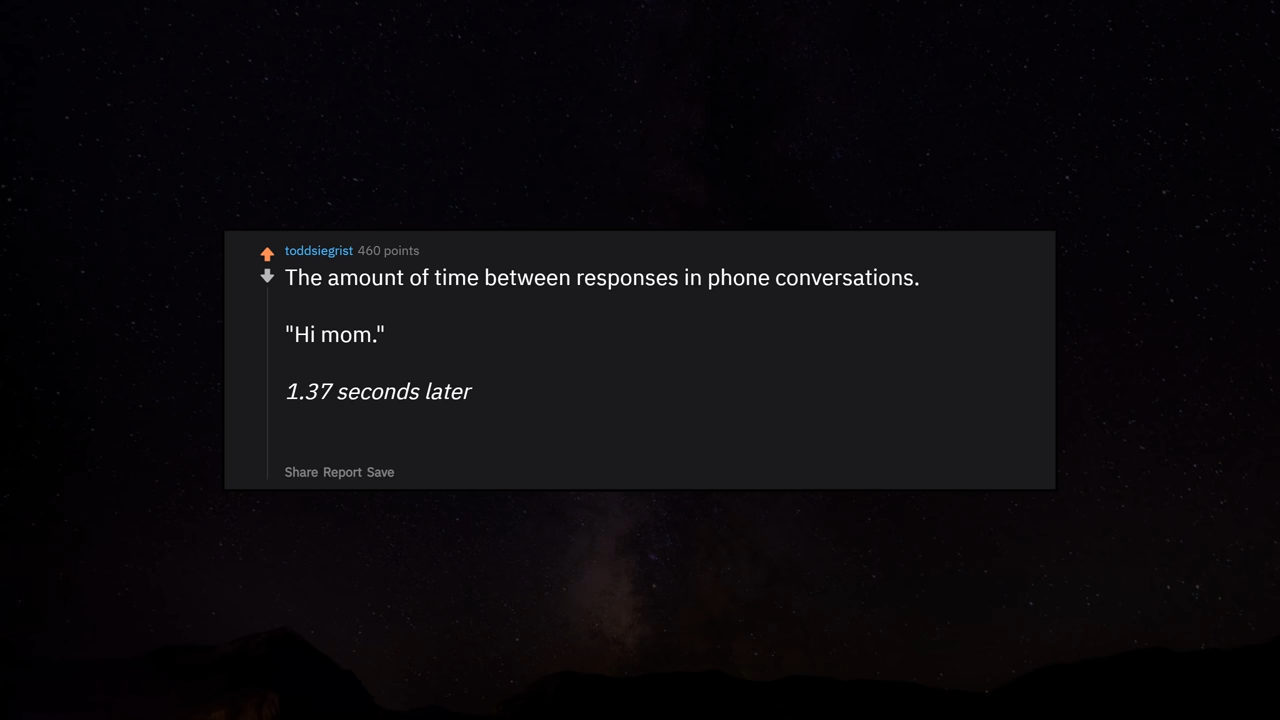 toddsiegrist 460 points
The amount of time between responses in phone conversations.
"Hi mom."
1.37 seconds later
Share Report Save